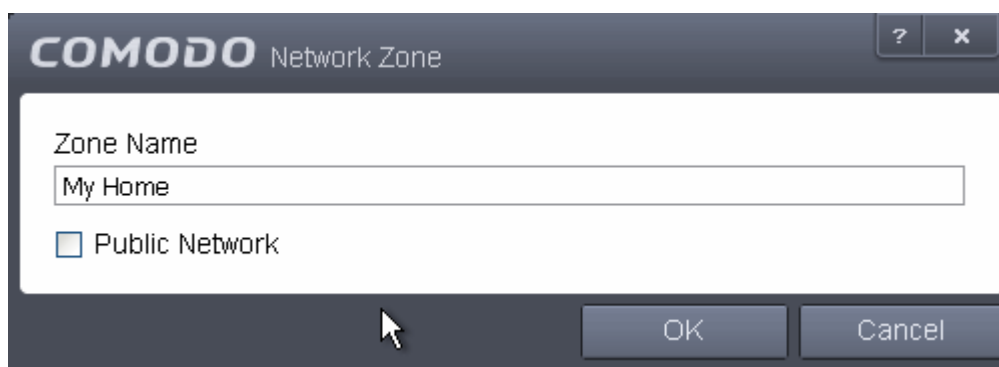 COMODO Network Zone
? x
Zone Name
My Home
Public Network
OK Cancel